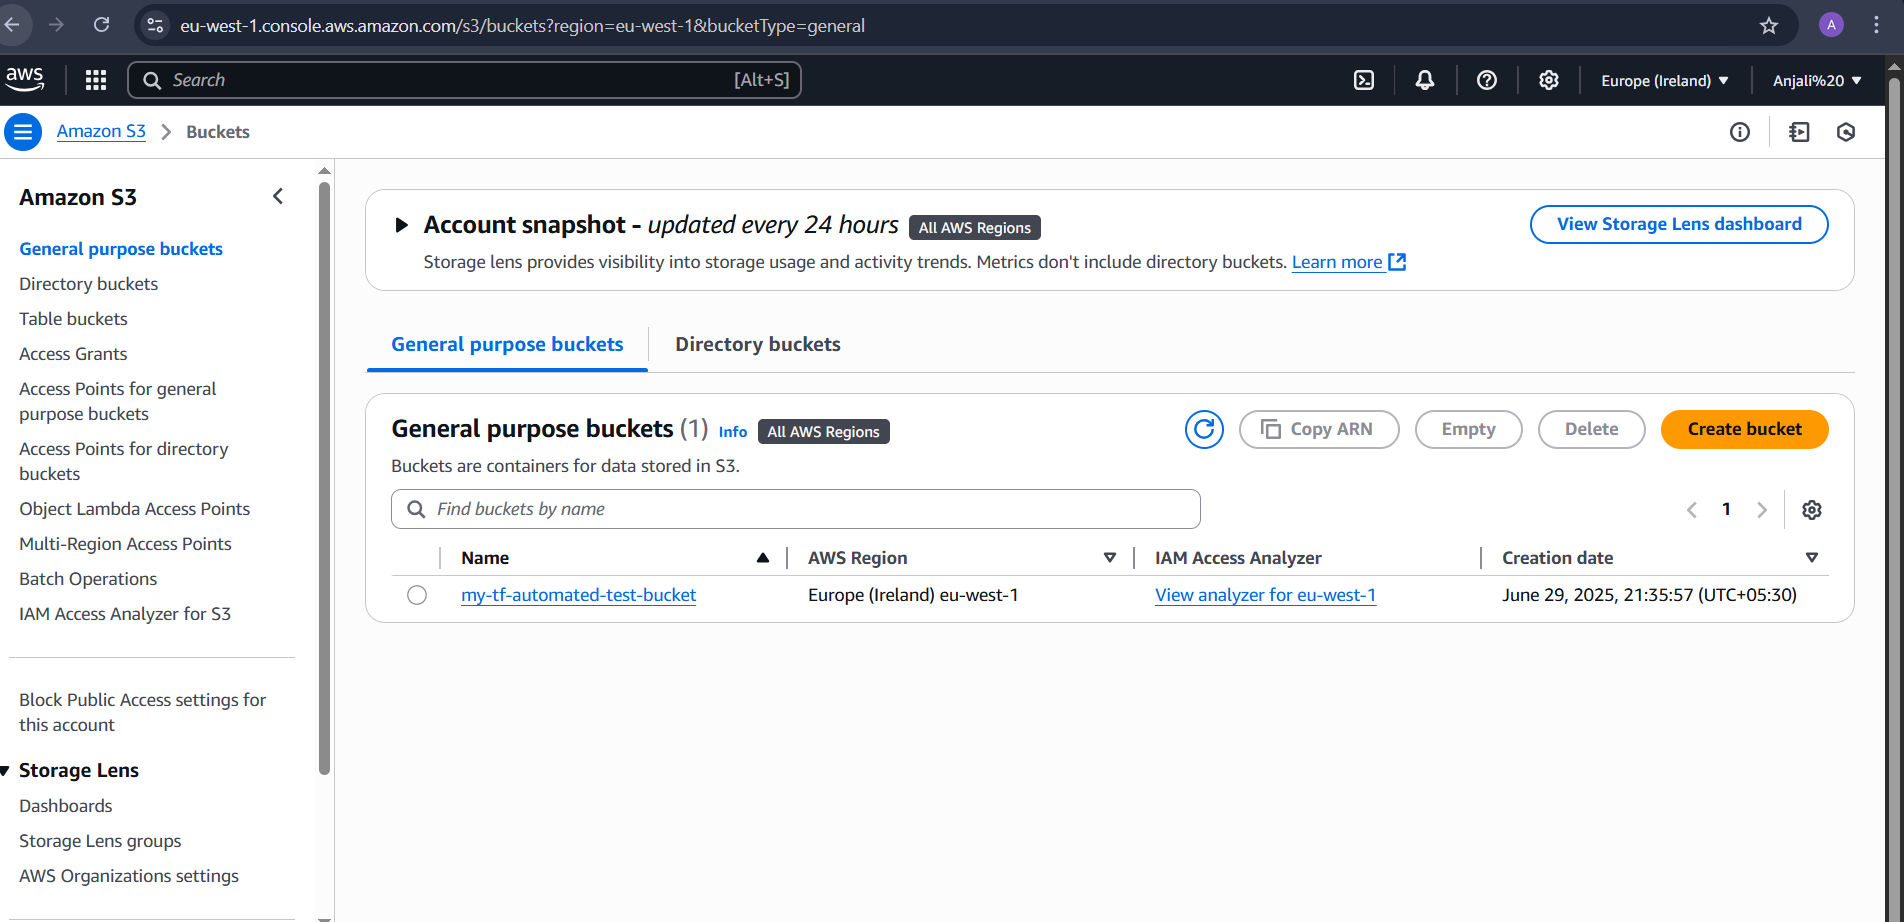 eu-west-1.console.aws.amazon.com/s3/buckets?region=eu-west-1&bucketType=general
A
aws
Search
[Alt+S]
Europe (Ireland)
Anjali%20
Amazon S3
Buckets
Amazon S3
General purpose buckets
Directory buckets
Table buckets
Access Grants
Access Points for general
purpose buckets
Access Points for directory
buckets
Object Lambda Access Points
Multi-Region Access Points
Batch Operations
IAM Access Analyzer for S3
Block Public Access settings for
this account
Storage Lens
Dashboards
Storage Lens groups
AWS Organizations settings
Account snapshot - updated every 24 hours All AWS Regions
View Storage Lens dashboard
Storage lens provides visibility into storage usage and activity trends. Metrics don't include directory buckets. Learn more
General purpose buckets
Directory buckets
General purpose buckets (1) Info All AWS Regions
Copy ARN
Empty
Delete
Create bucket
Buckets are containers for data stored in S3.
Find buckets by name
1
Name
AWS Region
IAM Access Analyzer
Creation date
my-tf-automated-test-bucket
Europe (Ireland) eu-west-1
View analyzer for eu-west-1
June 29, 2025, 21:35:57 (UTC+05:30)